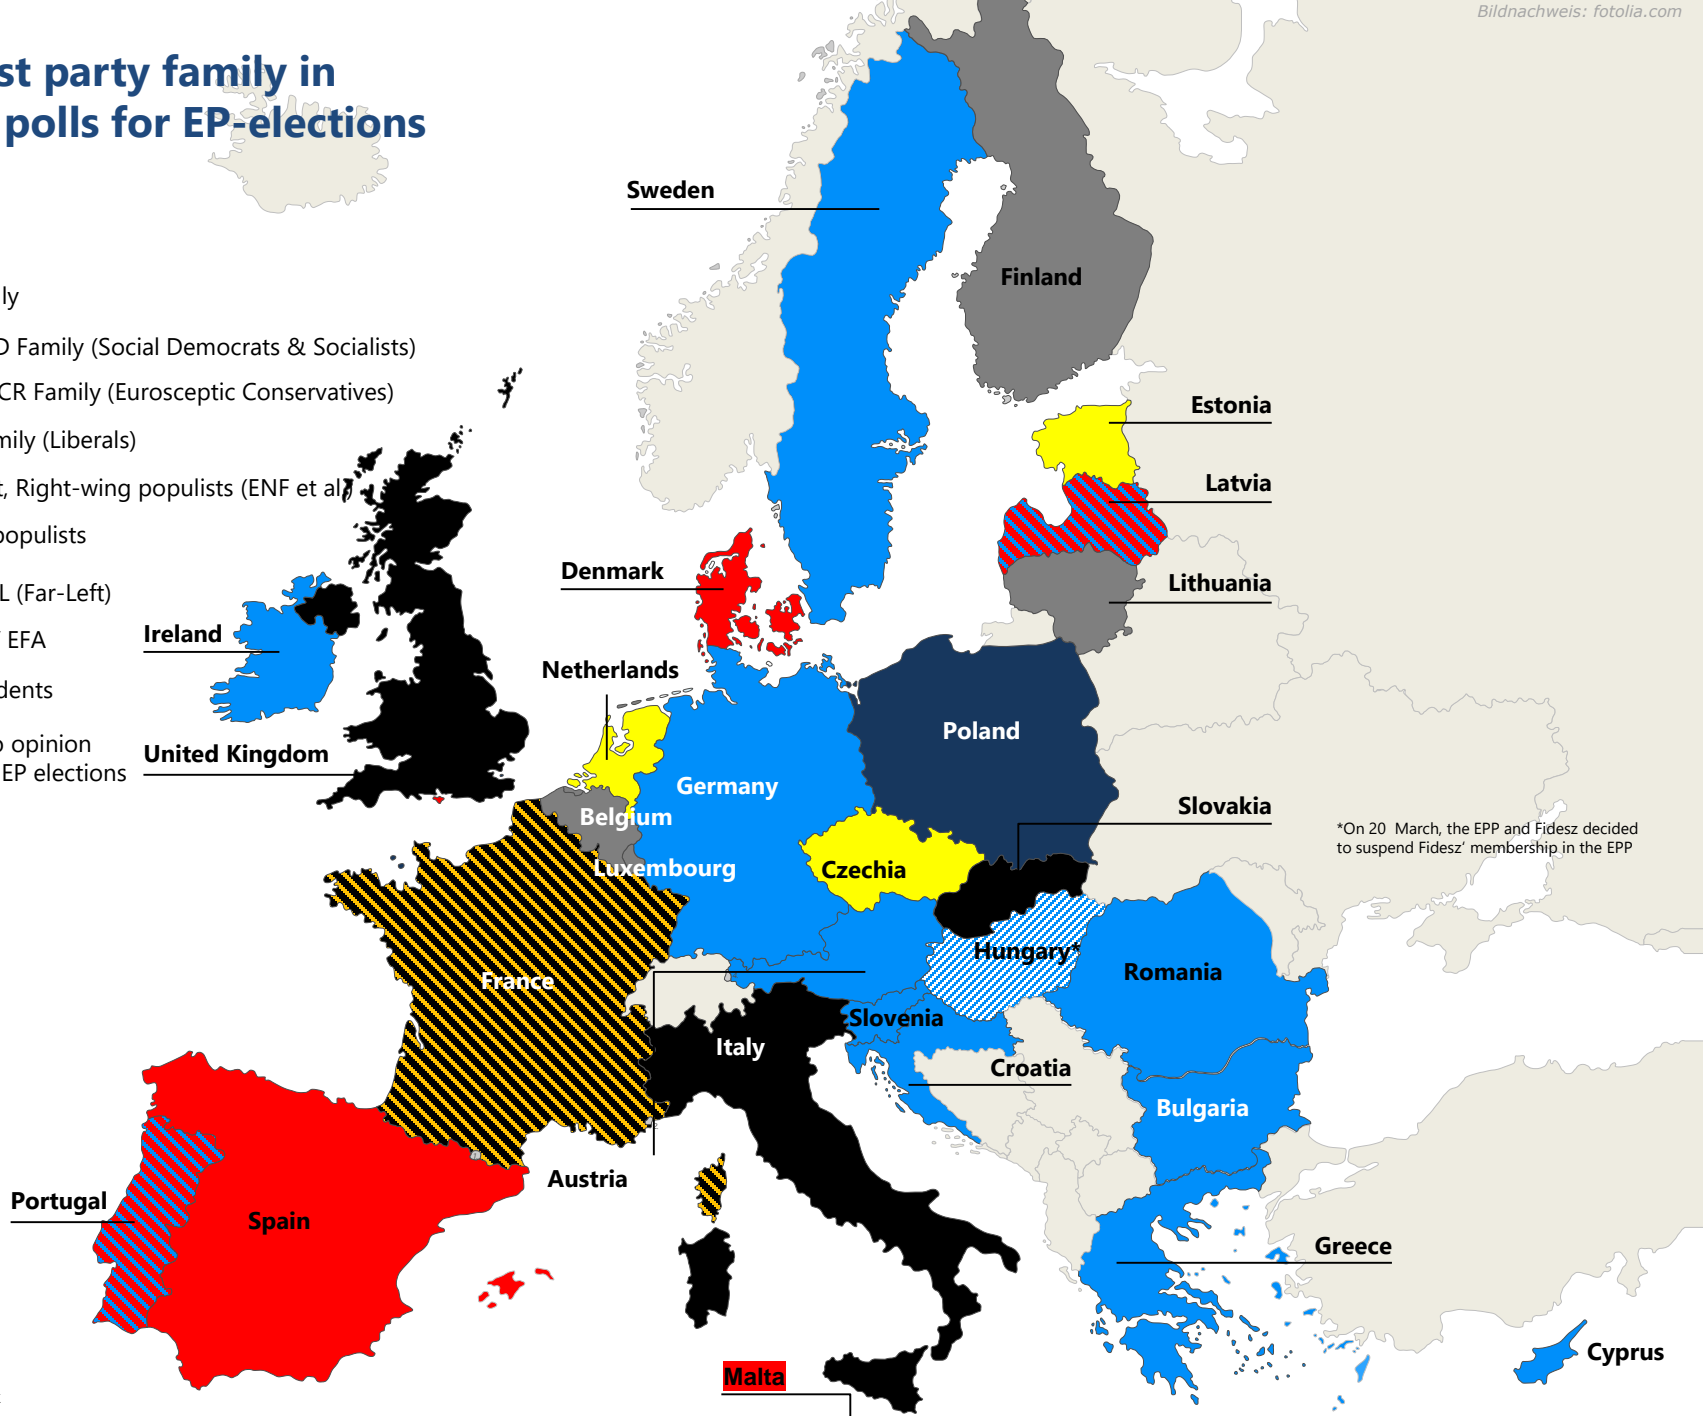 Bildnachweis: fotolia.com
st party family in
polls for EP-elections
ly
D Family (Social Democrats & Socialists)
CR Family (Eurosceptic Conservatives)
mily (Liberals)
t, Right-wing populists (ENF et al)
populists
L (Far-Left)
EFA
dents
o opinion
EP elections
Sweden
Finland
Estonia
Latvia
Lithuania
Denmark
Ireland
Netherlands
United Kingdom
Poland
Germany
Belgium
Slovakia
*On 20 March, the EPP and Fidesz decided
to suspend Fidesz' membership in the EPP
Luxembourg
Czechia
Hungary*
Romania
France
Slovenia
Italy
Croatia
Bulgaria
Austria
Portugal
Spain
Greece
Cyprus
Malta